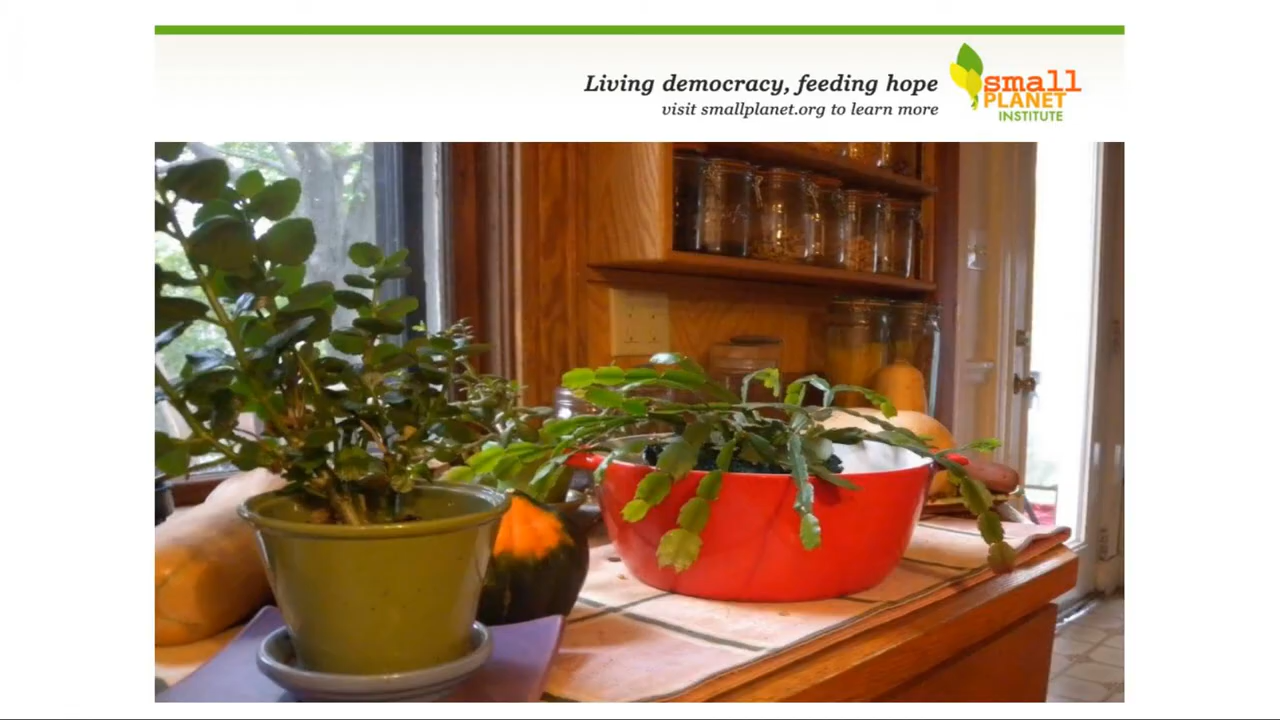 Living democracy, feeding hope
visit smallplanet.org to learn more
small
PLANET
INSTITUTE